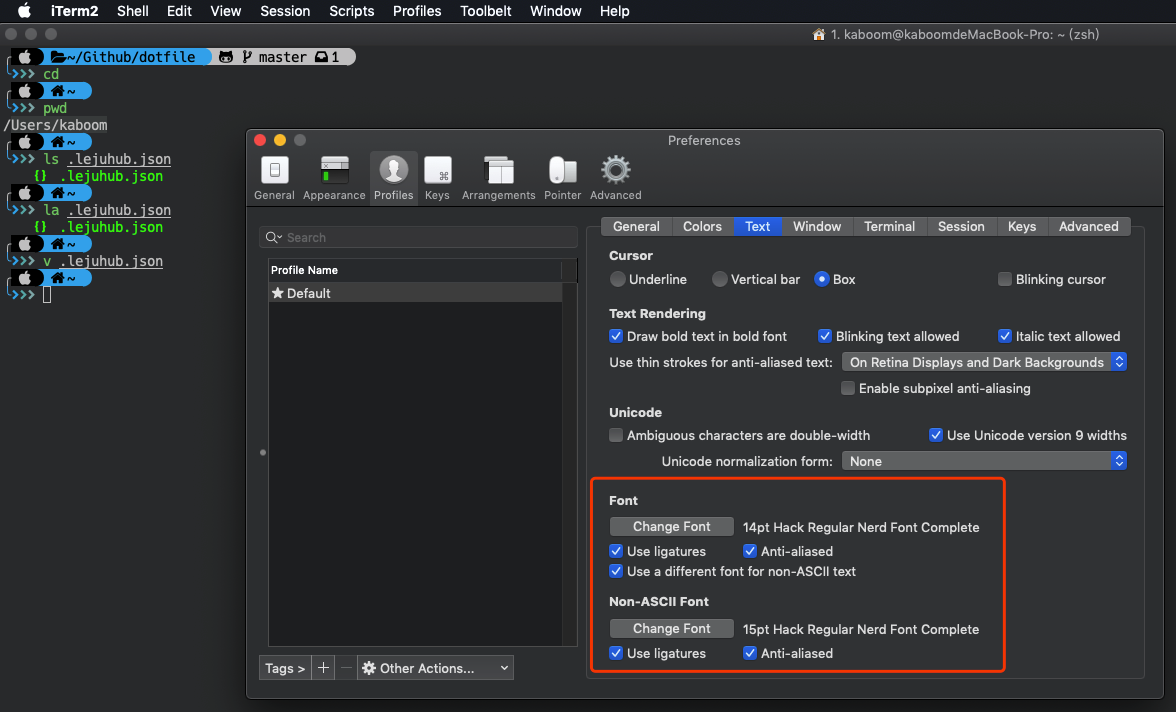 iTerm2 Shell Edit View Session Scripts Profiles Toolbelt Window Help
1. kaboom@kaboomdeMacBook-Pro: ~ (zsh)
~/Github/dotfile master 1
>>> cd
~
>>> pwd
/Users/kaboom
~
>>> ls .lejuhub.json
{} .lejuhub.json
~
>>> la .lejuhub.json
{} .lejuhub.json
~
>>> v .lejuhub.json
~
>>>
Preferences
General Appearance Profiles Keys Arrangements Pointer Advanced
Search
Profile Name
★ Default
Tags > + − Other Actions...
General Colors Text Window Terminal Session Keys Advanced
Cursor
Underline Vertical bar Box Blinking cursor
Text Rendering
Draw bold text in bold font Blinking text allowed Italic text allowed
Use thin strokes for anti-aliased text: On Retina Displays and Dark Backgrounds
Enable subpixel anti-aliasing
Unicode
Ambiguous characters are double-width Use Unicode version 9 widths
Unicode normalization form: None
Font
Change Font 14pt Hack Regular Nerd Font Complete
Use ligatures Anti-aliased
Use a different font for non-ASCII text
Non-ASCII Font
Change Font 15pt Hack Regular Nerd Font Complete
Use ligatures Anti-aliased